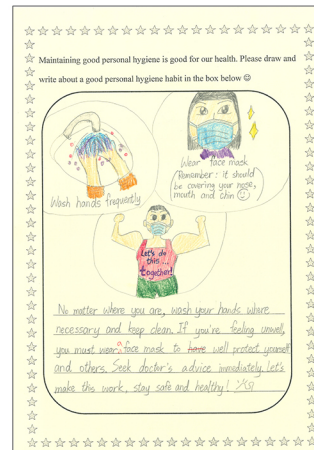 Maintaining good personal hygiene is good for our health. Please draw and
write about a good personal hygiene habit in the box below ☺
Wash hands frequently
Wear face mask
(Remember: it should
be covering your nose,
mouth and chin ☺)
Let's do
this...
together!
No matter where you are, wash your hands where
necessary and keep clean. If you're feeling unwell,
you must wear a face mask to have well protect yourself
and others. Seek doctor's advice immediately. Let's
make this work, stay safe and healthy!